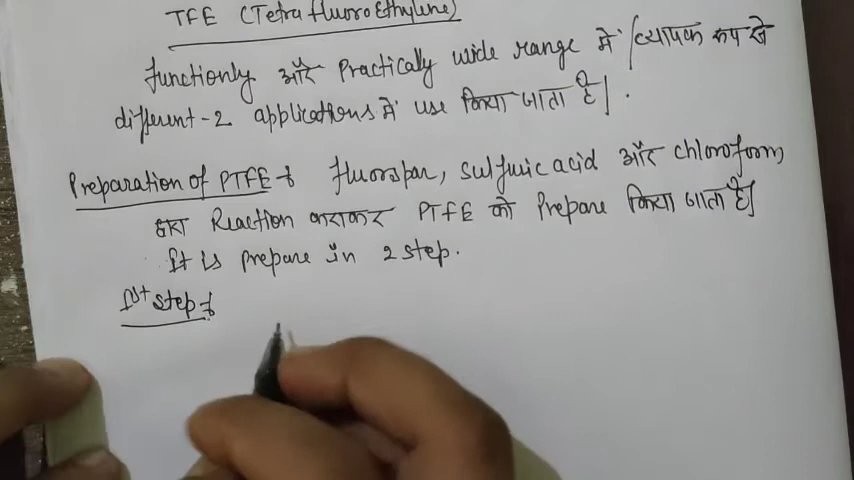 TFE (Tetra fluoro Ethylene)
functionly और Practically wide range में / व्यापक रूप से
different-2 applications में use किया जाता है।
Preparation of PTFE :- fluorspar, sulfuric acid और chloroform
द्वारा Reaction कराकर PTFE को Prepare किया जाता है।
It is prepare in 2 step.
Ist step :-